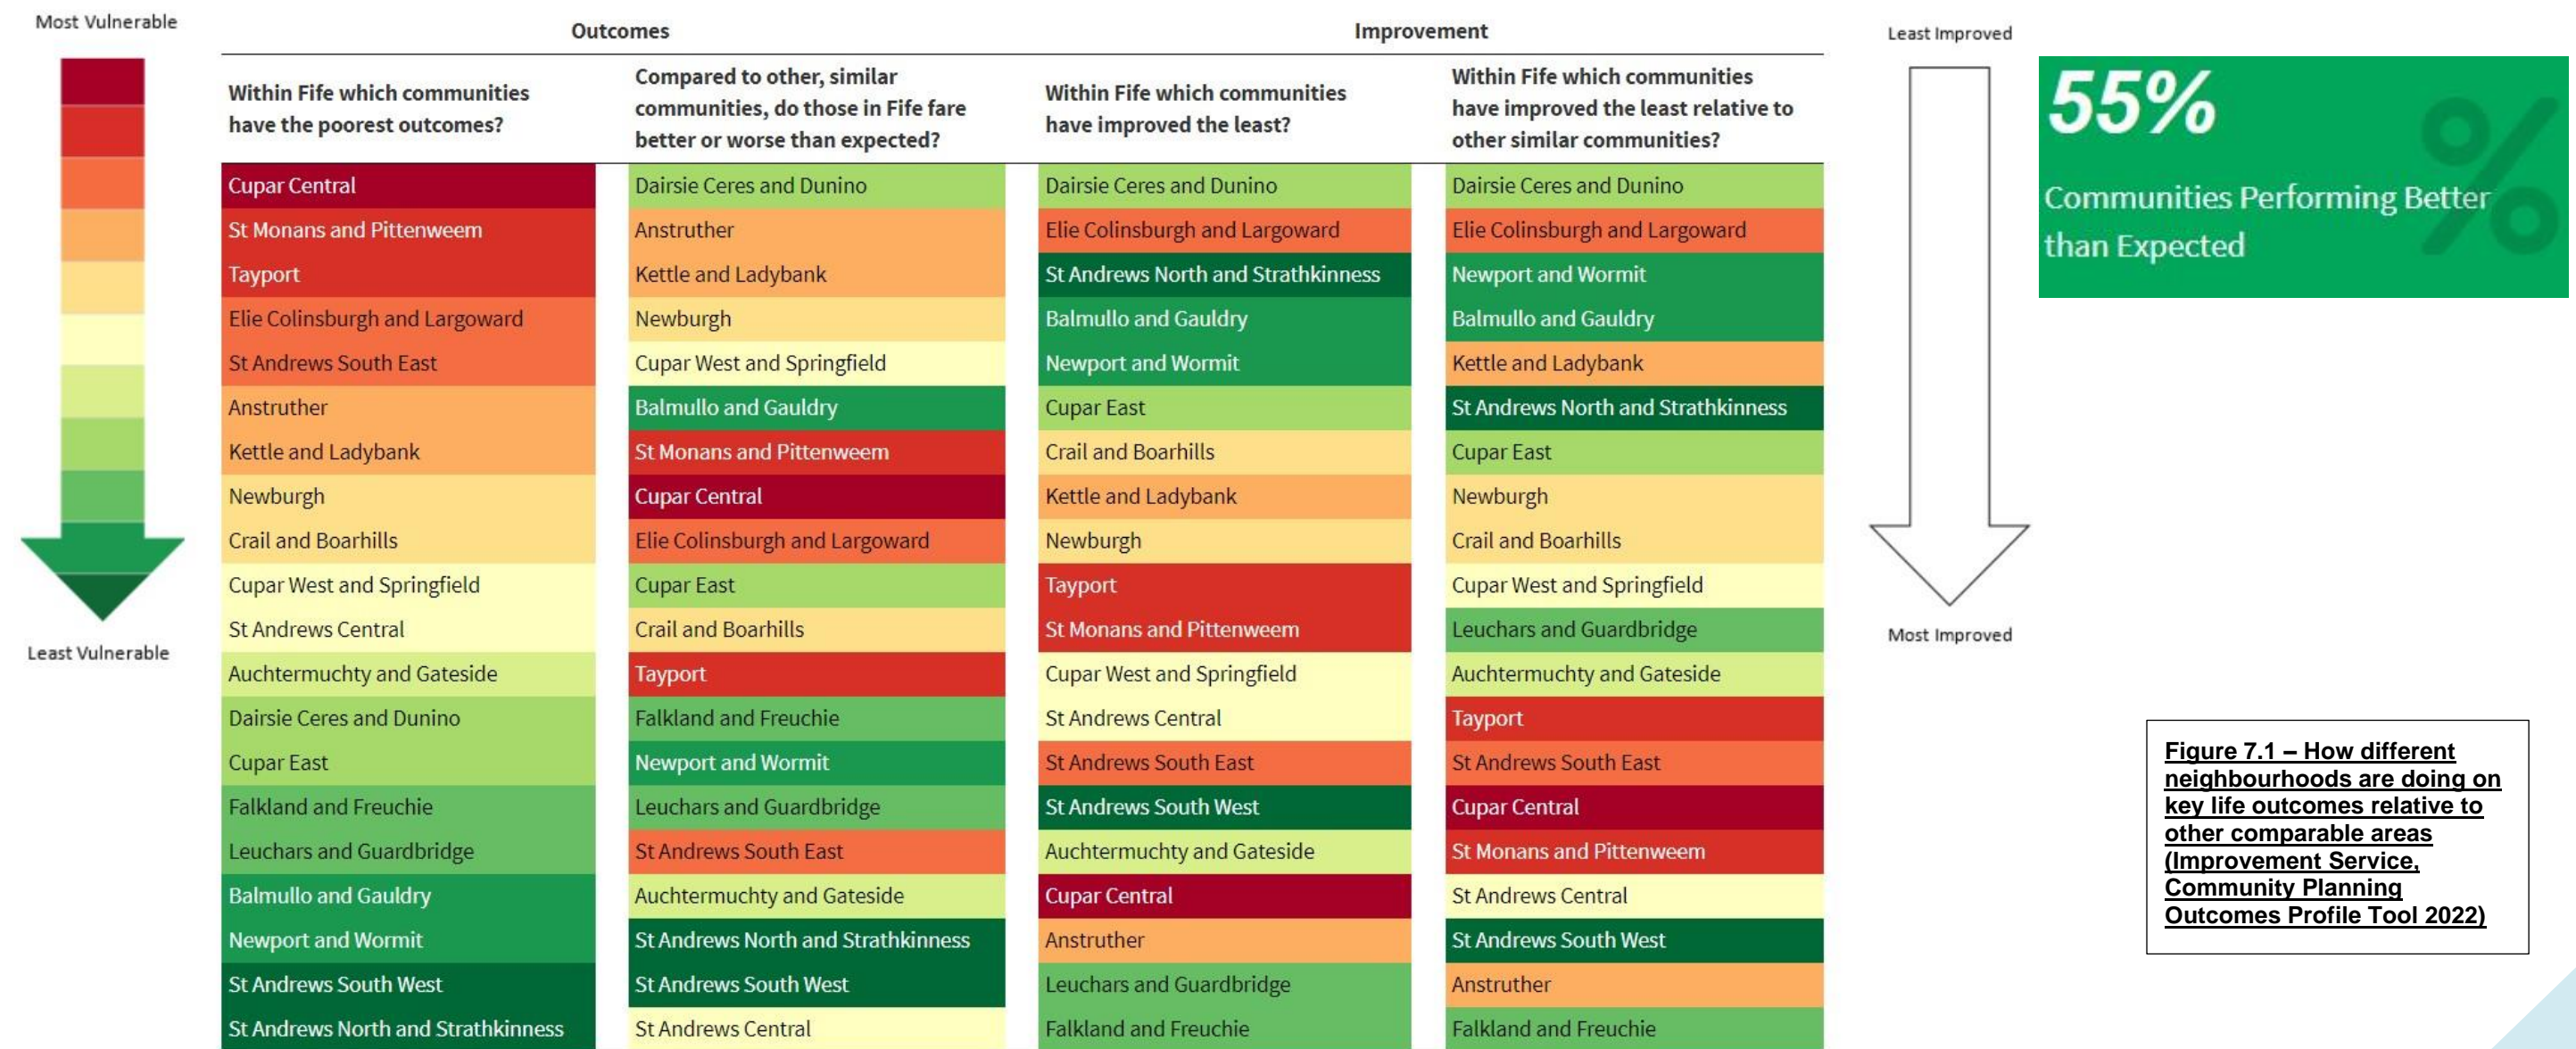 Most Vulnerable
Least Vulnerable
Outcomes
Improvement
Within Fife which communities
have the poorest outcomes?
Compared to other, similar
communities, do those in Fife fare
better or worse than expected?
Within Fife which communities
have improved the least?
Within Fife which communities
have improved the least relative to
other similar communities?
Cupar Central
St Monans and Pittenweem
Tayport
Elie Colinsburgh and Largoward
St Andrews South East
Anstruther
Kettle and Ladybank
Newburgh
Crail and Boarhills
Cupar West and Springfield
St Andrews Central
Auchtermuchty and Gateside
Dairsie Ceres and Dunino
Cupar East
Falkland and Freuchie
Leuchars and Guardbridge
Balmullo and Gauldry
Newport and Wormit
St Andrews South West
St Andrews North and Strathkinness
Dairsie Ceres and Dunino
Anstruther
Kettle and Ladybank
Newburgh
Cupar West and Springfield
Balmullo and Gauldry
St Monans and Pittenweem
Cupar Central
Elie Colinsburgh and Largoward
Cupar East
Crail and Boarhills
Tayport
Falkland and Freuchie
Newport and Wormit
Leuchars and Guardbridge
St Andrews South East
Auchtermuchty and Gateside
St Andrews North and Strathkinness
St Andrews South West
St Andrews Central
Dairsie Ceres and Dunino
Elie Colinsburgh and Largoward
St Andrews North and Strathkinness
Balmullo and Gauldry
Newport and Wormit
Cupar East
Crail and Boarhills
Kettle and Ladybank
Newburgh
Tayport
St Monans and Pittenweem
Cupar West and Springfield
St Andrews Central
St Andrews South East
St Andrews South West
Auchtermuchty and Gateside
Cupar Central
Anstruther
Leuchars and Guardbridge
Falkland and Freuchie
Dairsie Ceres and Dunino
Elie Colinsburgh and Largoward
Newport and Wormit
Balmullo and Gauldry
Kettle and Ladybank
St Andrews North and Strathkinness
Cupar East
Newburgh
Crail and Boarhills
Cupar West and Springfield
Leuchars and Guardbridge
Auchtermuchty and Gateside
Tayport
St Andrews South East
Cupar Central
St Monans and Pittenweem
St Andrews Central
St Andrews South West
Anstruther
Falkland and Freuchie
Least Improved
Most Improved
55%
%
Communities Performing Better
than Expected
Figure 7.1 – How different
neighbourhoods are doing on
key life outcomes relative to
other comparable areas
(Improvement Service,
Community Planning
Outcomes Profile Tool 2022)